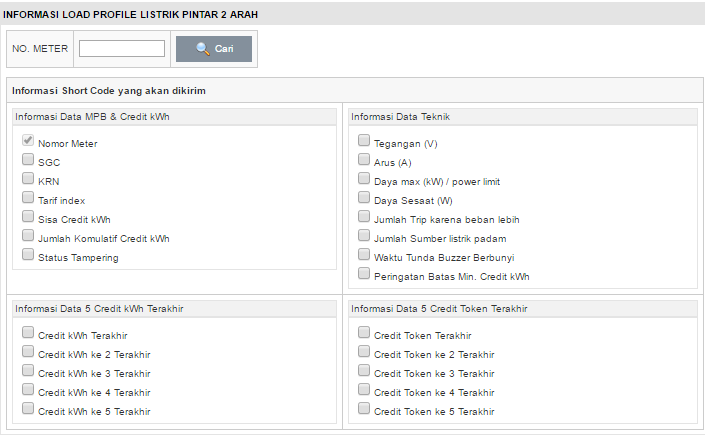 INFORMASI LOAD PROFILE LISTRIK PINTAR 2 ARAH
NO. METER
Cari
Informasi Short Code yang akan dikirim
Informasi Data MPB & Credit kWh
Nomor Meter
SGC
KRN
Tarif index
Sisa Credit kWh
Jumlah Komulatif Credit kWh
Status Tampering
Informasi Data Teknik
Tegangan (V)
Arus (A)
Daya max (kW) / power limit
Daya Sesaat (W)
Jumlah Trip karena beban lebih
Jumlah Sumber listrik padam
Waktu Tunda Buzzer Berbunyi
Peringatan Batas Min. Credit kWh
Informasi Data 5 Credit kWh Terakhir
Credit kWh Terakhir
Credit kWh ke 2 Terakhir
Credit kWh ke 3 Terakhir
Credit kWh ke 4 Terakhir
Credit kWh ke 5 Terakhir
Informasi Data 5 Credit Token Terakhir
Credit Token Terakhir
Credit Token ke 2 Terakhir
Credit Token ke 3 Terakhir
Credit Token ke 4 Terakhir
Credit Token ke 5 Terakhir